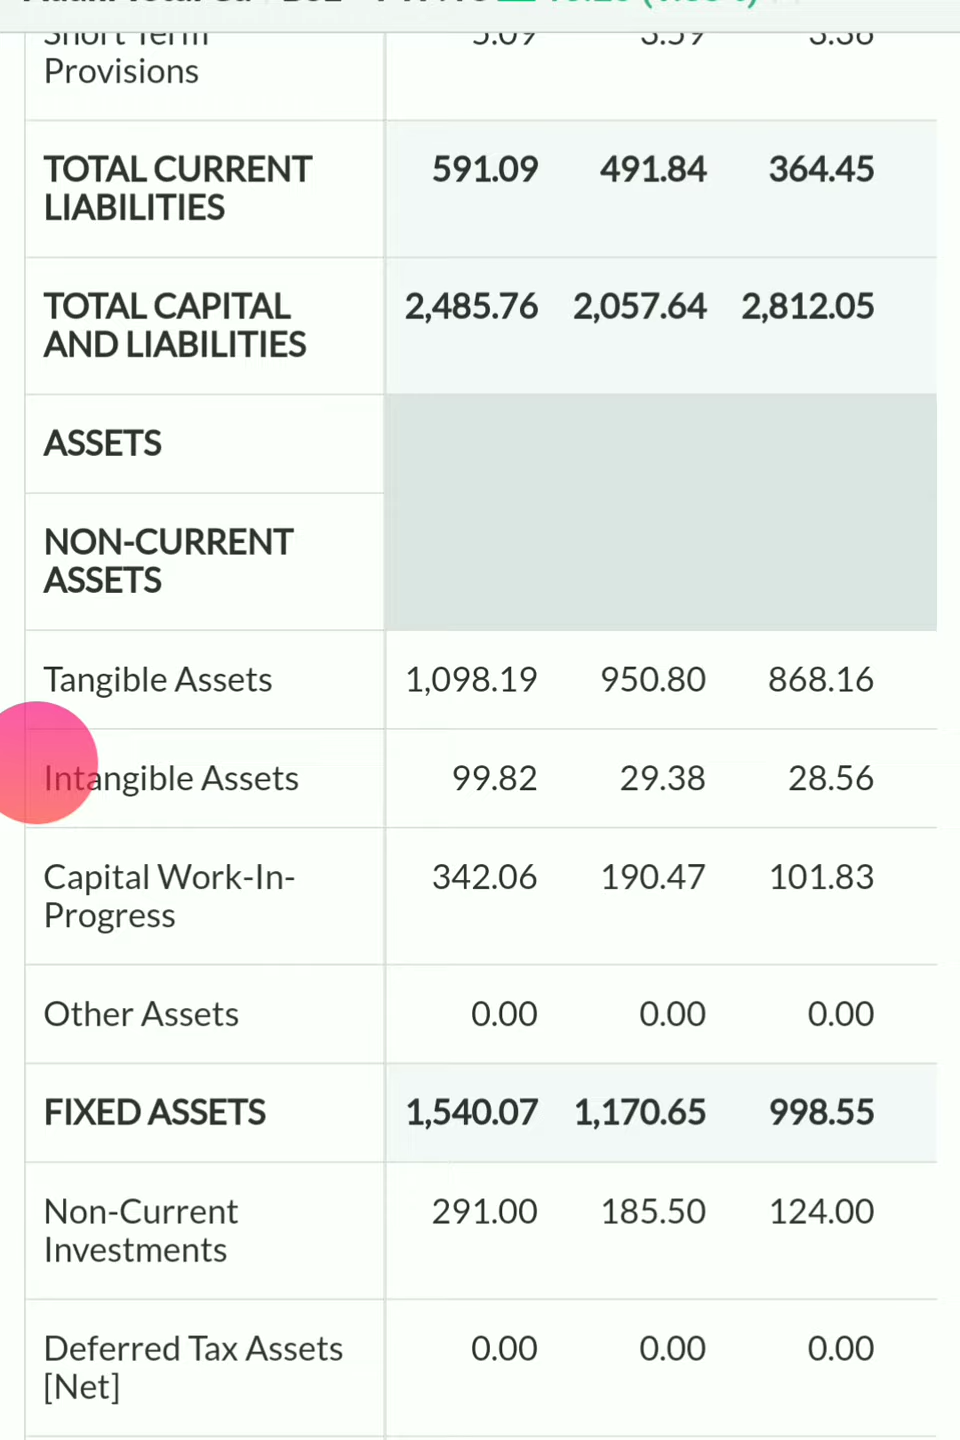 Short Term 5.09 3.59 3.38
Provisions
TOTAL CURRENT 591.09 491.84 364.45
LIABILITIES
TOTAL CAPITAL 2,485.76 2,057.64 2,812.05
AND LIABILITIES
ASSETS
NON-CURRENT
ASSETS
Tangible Assets 1,098.19 950.80 868.16
Intangible Assets 99.82 29.38 28.56
Capital Work-In- 342.06 190.47 101.83
Progress
Other Assets 0.00 0.00 0.00
FIXED ASSETS 1,540.07 1,170.65 998.55
Non-Current 291.00 185.50 124.00
Investments
Deferred Tax Assets 0.00 0.00 0.00
[Net]